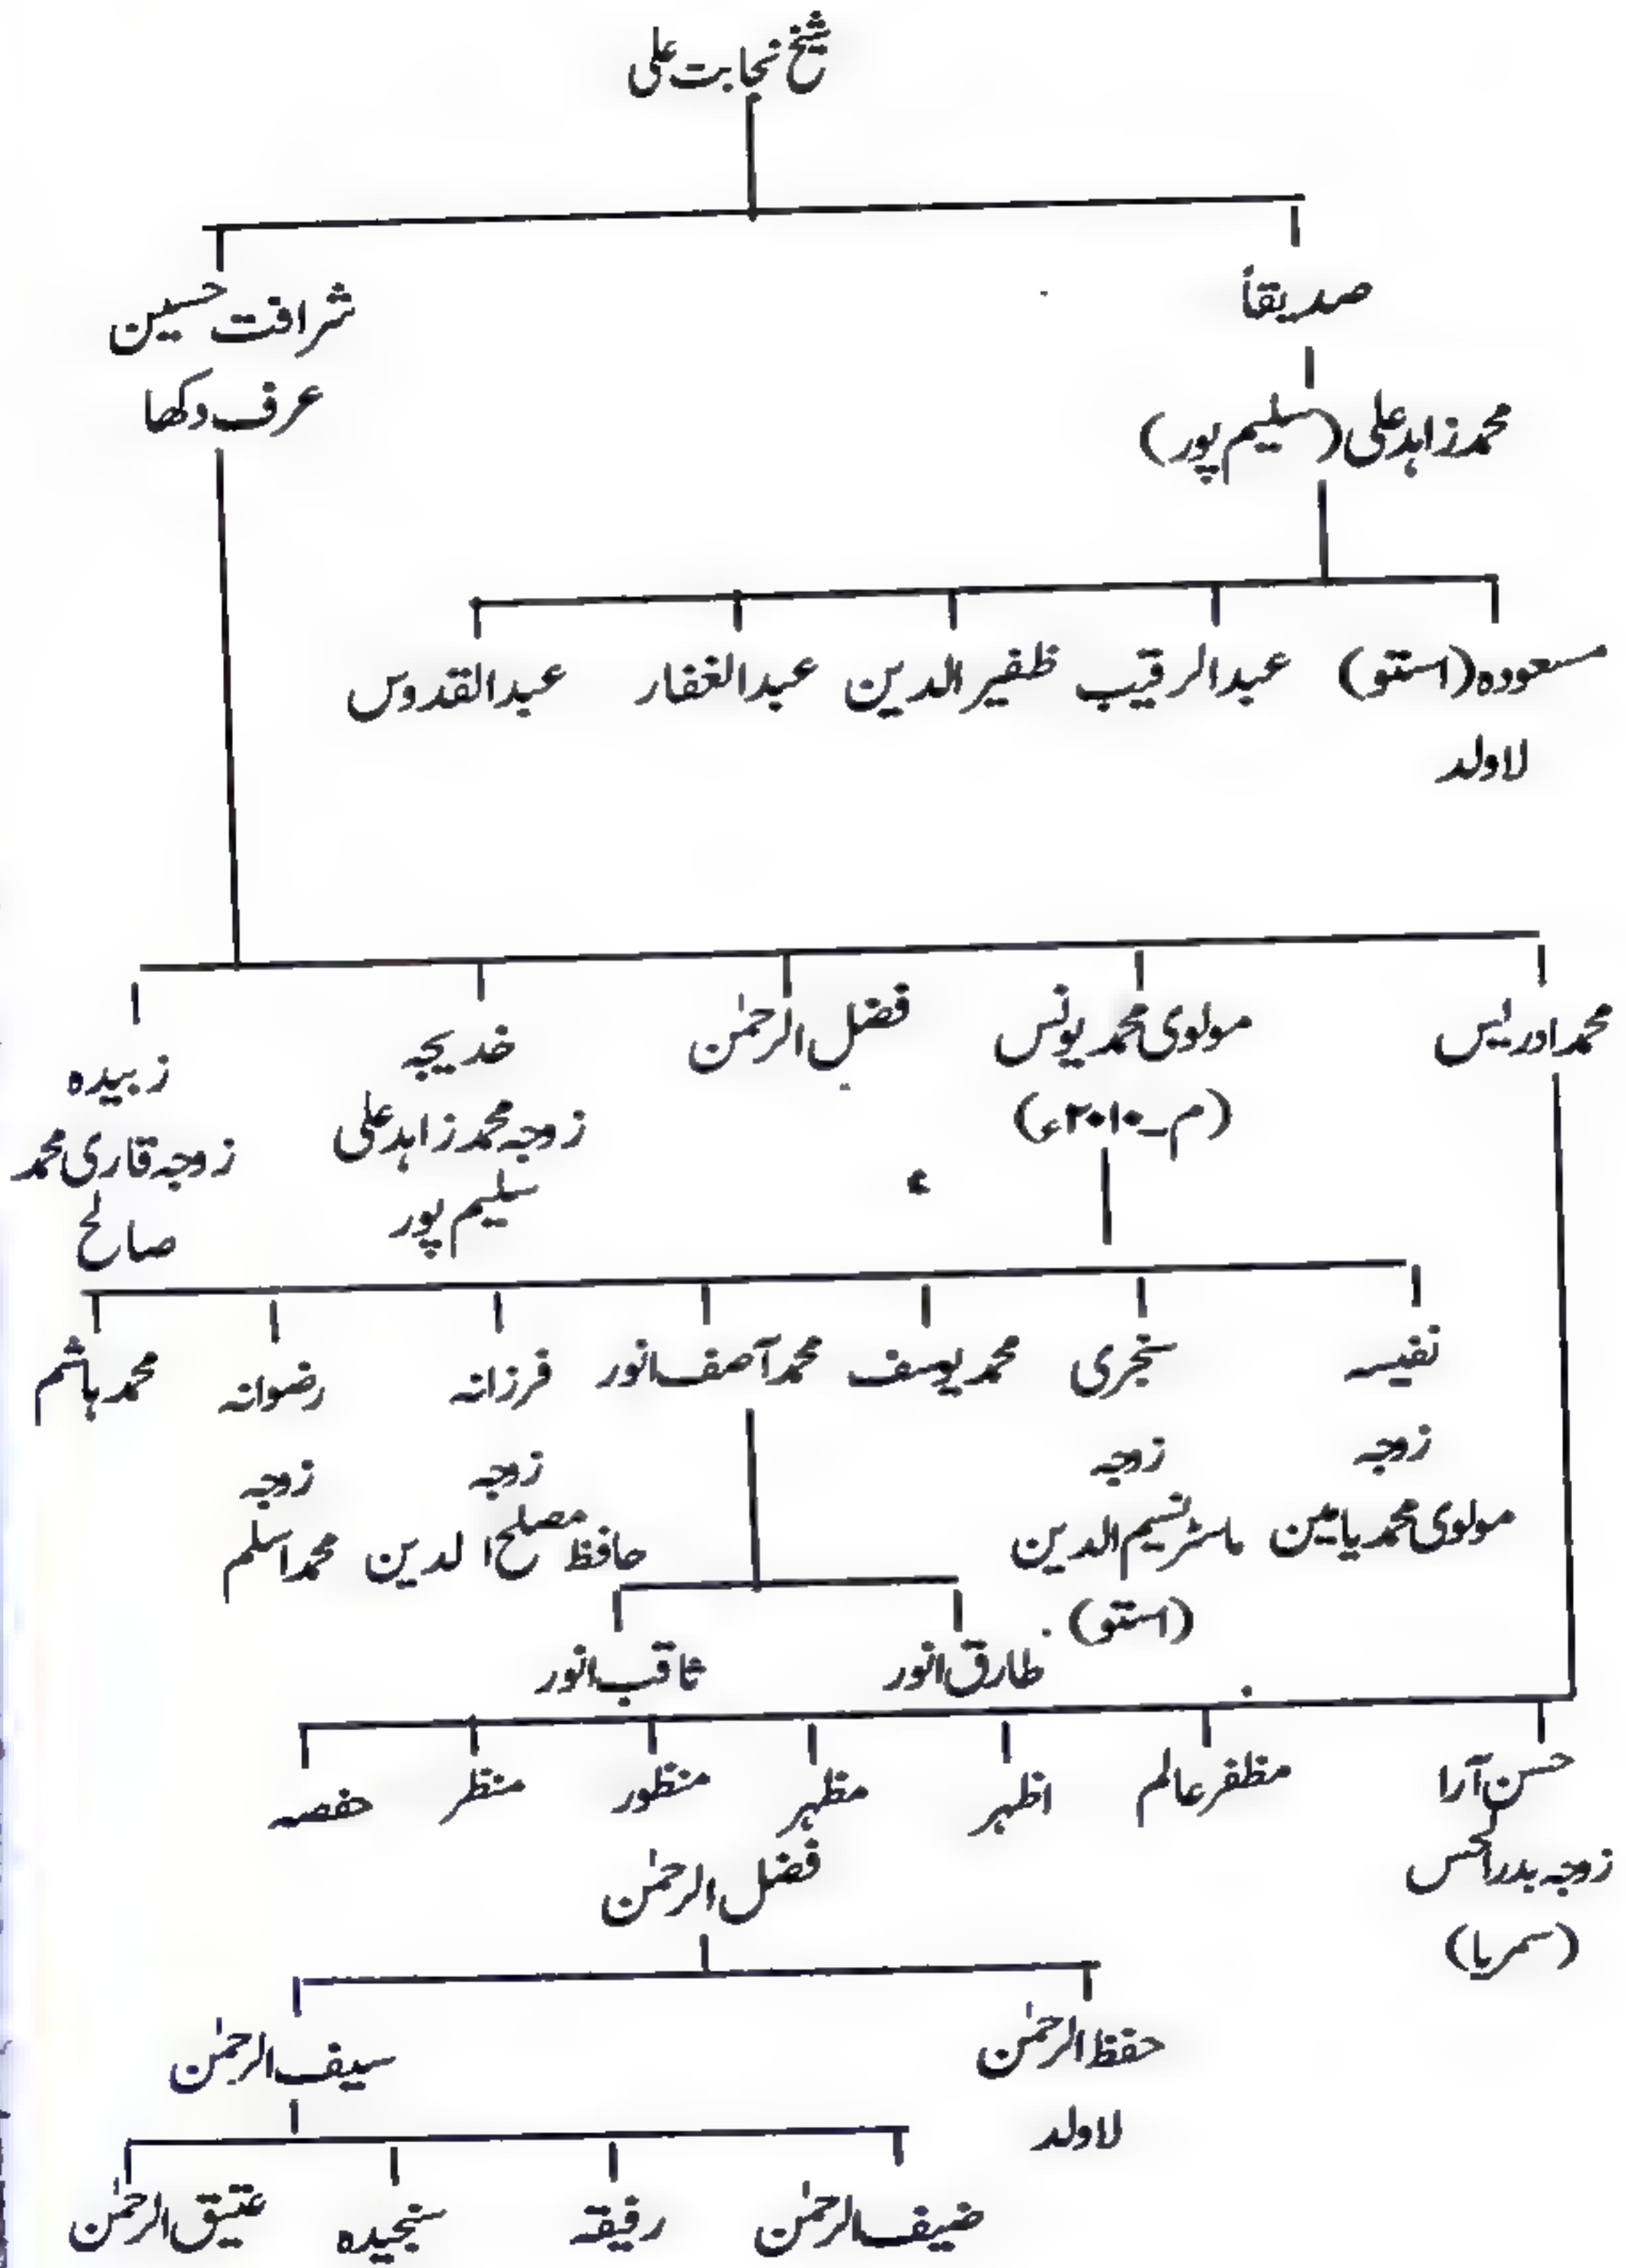 شیخ نجابت علی
صدیقاً شرافت حسین
عرف دکھا
محمد زاہد علی (سلیم پور)
مسعودہ (استو) عبدالرقیب ظفیر الدین عبدالغفار عبدالقدوس
لاولد
محمد ادریس مولوی محمد یونس فضل الرحمٰن خدیجہ زبیدہ
(م۔۲۰۱۰ء) زوجہ محمد زاہد علی زوجہ قاری محمد
سلیم پور صالح
نفیسہ سنجری محمد یوسف محمد آصف انور فرزانہ رضوانہ محمد ہاشم
زوجہ زوجہ زوجہ زوجہ
مولوی محمد یامین ماسٹر نسیم الدین حافظ مصلح الدین محمد اسلم
(استو)
طارق انور ثاقب انور
حسن آرا مظفر عالم اظہر مظہر منظور منظر حفصہ
زوجہ بدرالحسن
(سمریا)
فضل الرحمٰن
حفظ الرحمٰن سیف الرحمٰن
لاولد
ضیف الرحمٰن رفیقہ سنجیدہ عتیق الرحمٰن